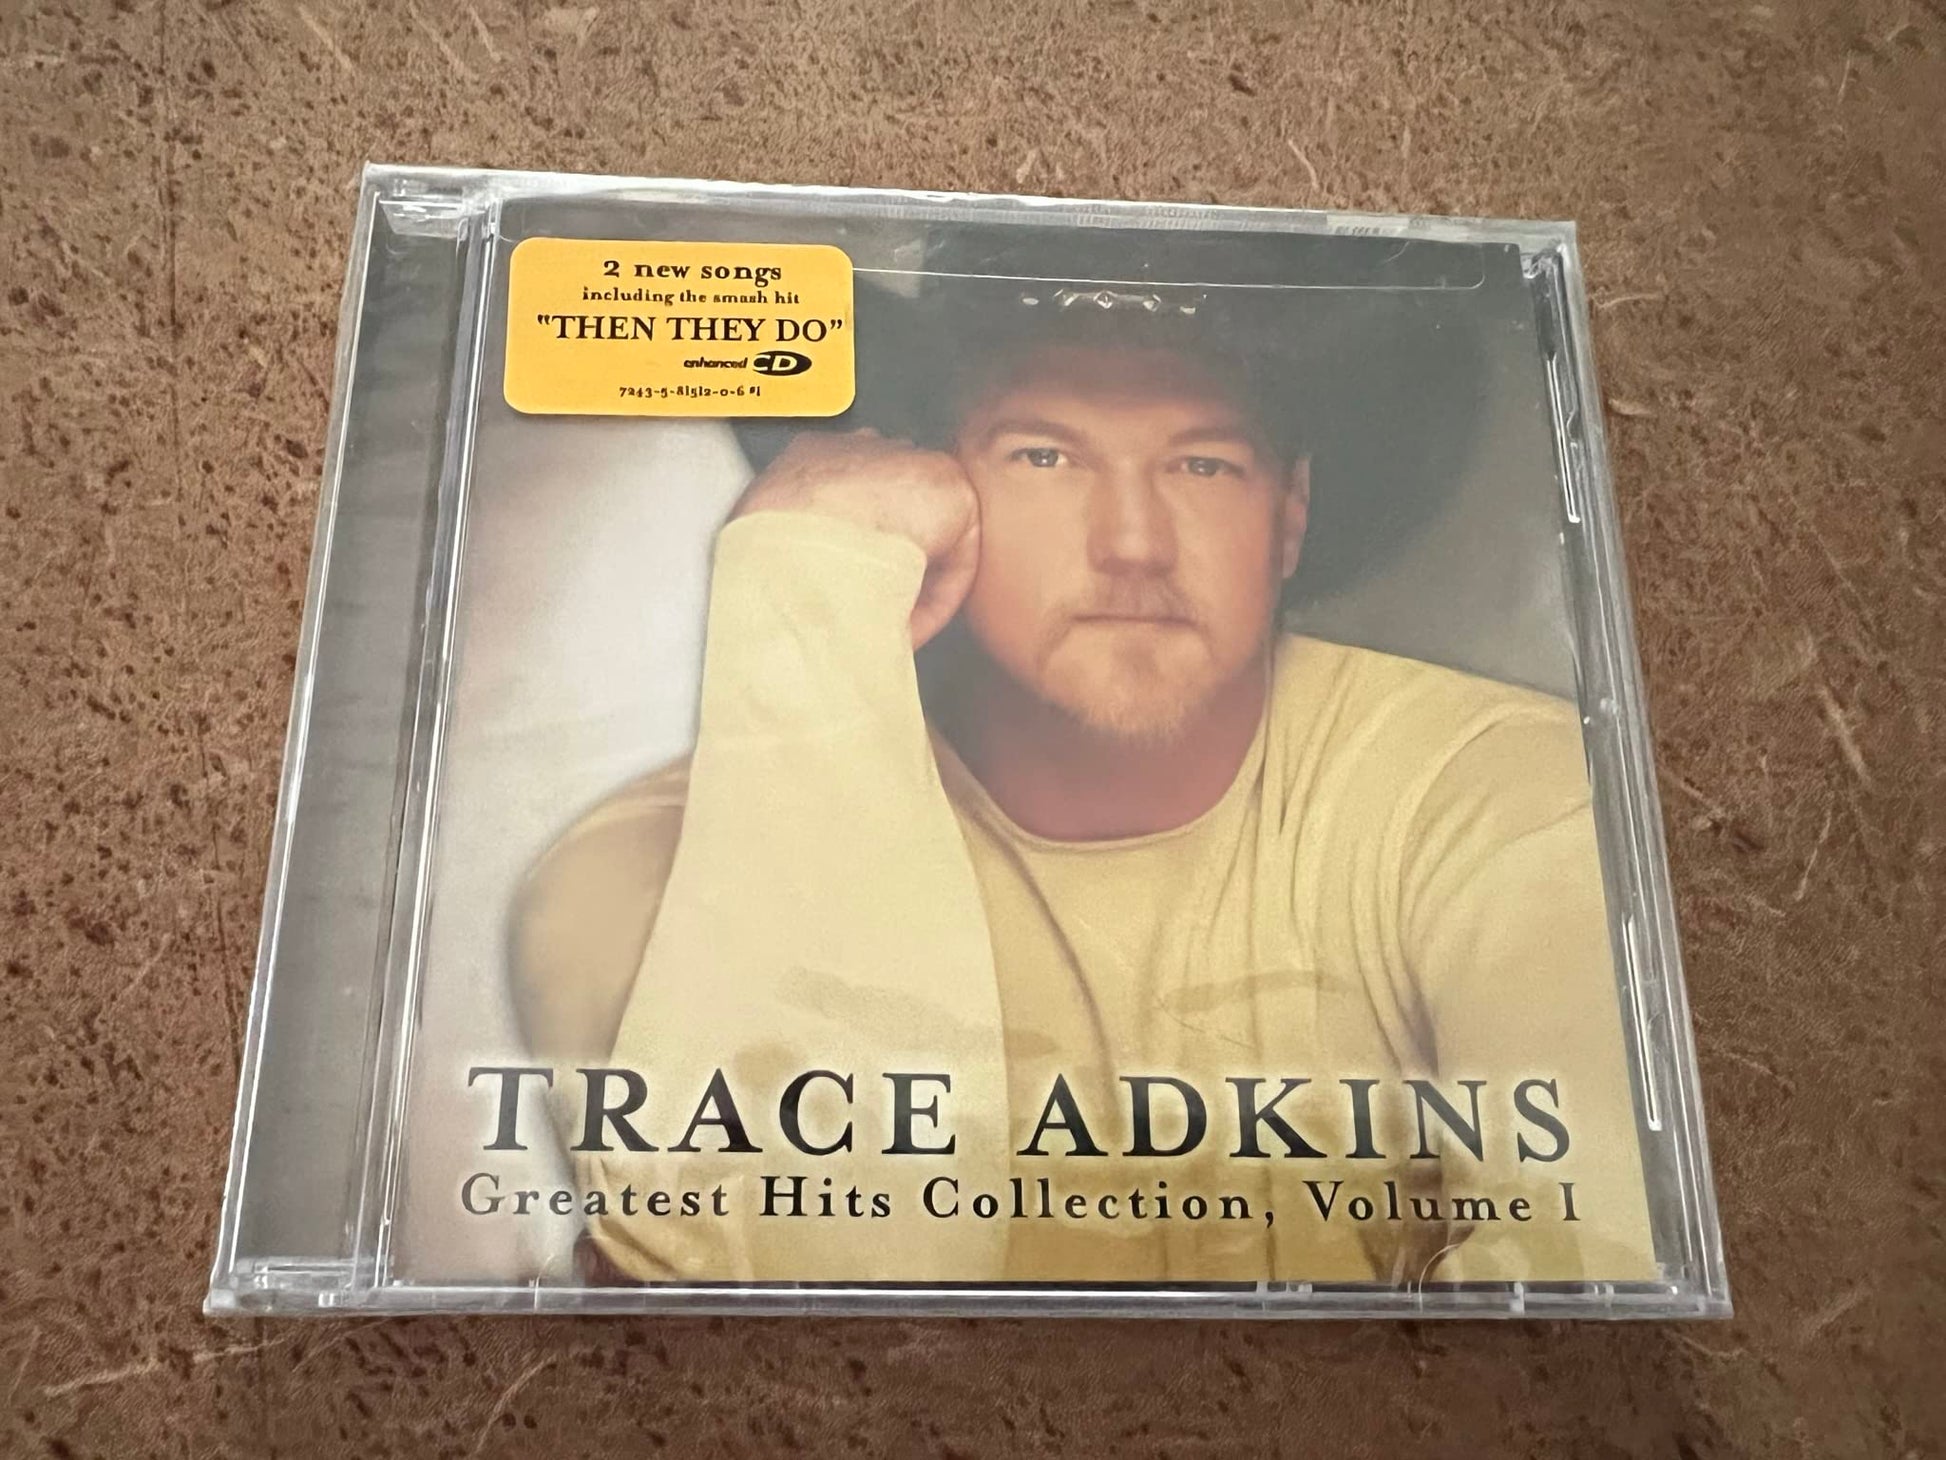 2 new songs
including the smash hit
"THEN THEY DO"
enhanced CD
7243-5-81512-0-6 #1
TRACE ADKINS
Greatest Hits Collection, Volume I